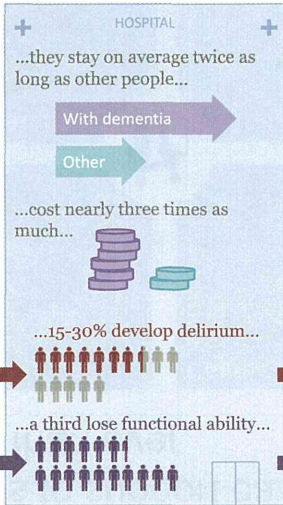 HOSPITAL
...they stay on average twice as
long as other people...
With dementia
Other
...cost nearly three times as
much...
...15-30% develop delirium...
...a third lose functional ability...